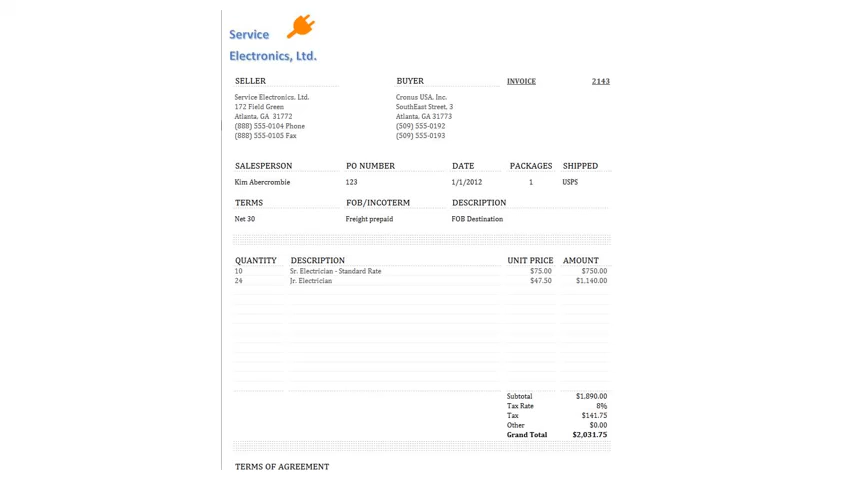 Service
Electronics, Ltd.
SELLER BUYER INVOICE 2143
Service Electronics, Ltd. Cronus USA, Inc.
172 Field Green SouthEast Street, 3
Atlanta, GA 31772 Atlanta, GA 31773
(888) 555-0104 Phone (509) 555-0192
(888) 555-0105 Fax (509) 555-0193
SALESPERSON PO NUMBER DATE PACKAGES SHIPPED
Kim Abercrombie 123 1/1/2012 1 USPS
TERMS FOB/INCOTERM DESCRIPTION
Net 30 Freight prepaid FOB Destination
QUANTITY DESCRIPTION UNIT PRICE AMOUNT
10 Sr. Electrician - Standard Rate $75.00 $750.00
24 Jr. Electrician $47.50 $1,140.00
Subtotal $1,890.00
Tax Rate 8%
Tax $141.75
Other $0.00
Grand Total $2,031.75
TERMS OF AGREEMENT